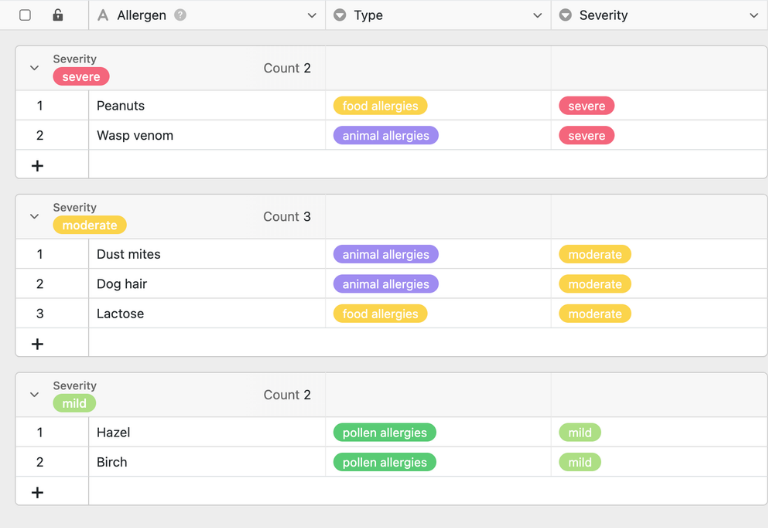 A Allergen ? Type Severity
Severity
severe
Count 2
1 Peanuts food allergies severe
2 Wasp venom animal allergies severe
+
Severity
moderate
Count 3
1 Dust mites animal allergies moderate
2 Dog hair animal allergies moderate
3 Lactose food allergies moderate
+
Severity
mild
Count 2
1 Hazel pollen allergies mild
2 Birch pollen allergies mild
+